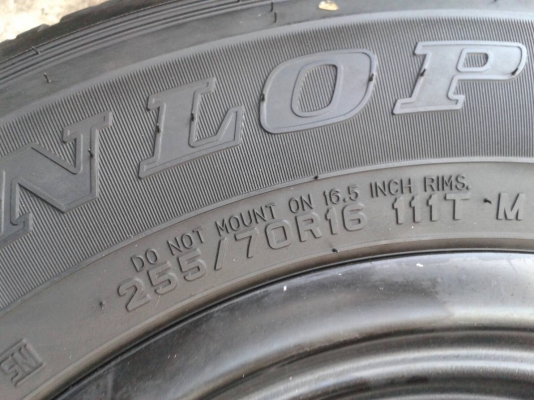 NLOP
DO NOT MOUNT ON 16.5 INCH RIMS.
255/70R16 111T M